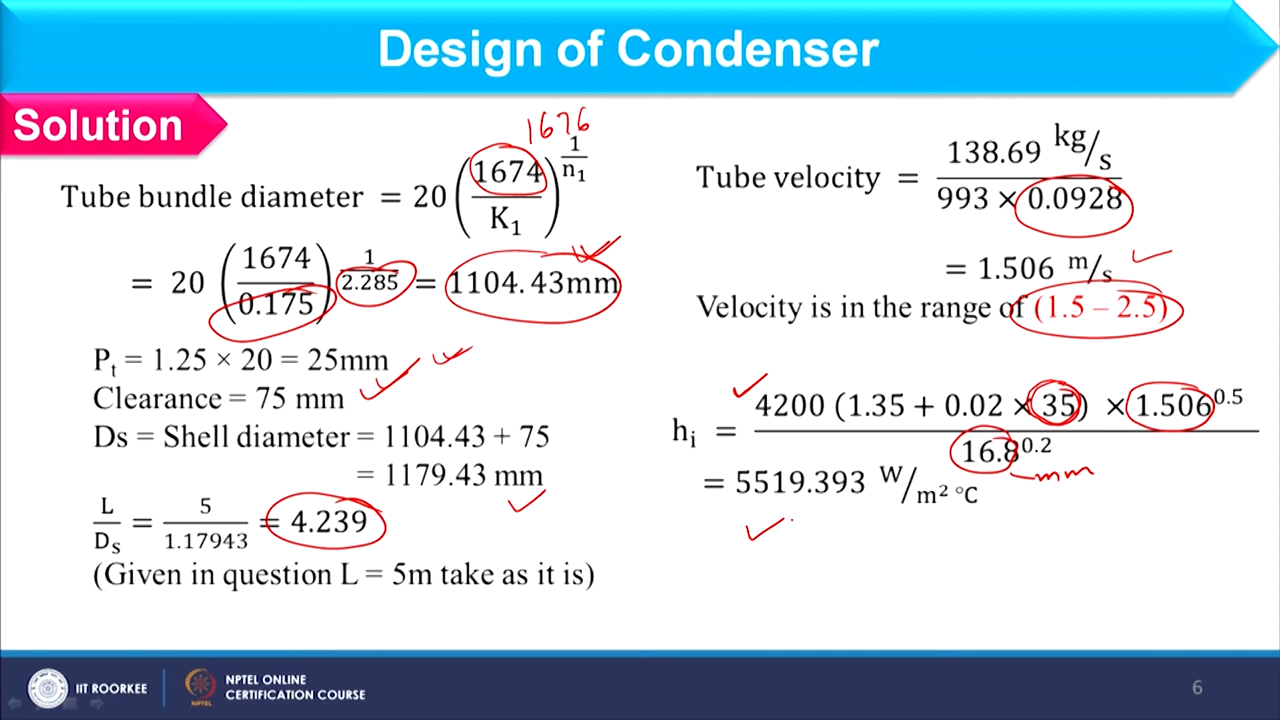 Design of Condenser
Solution
1676
Tube bundle diameter = 20 (1674/K₁)^(1/n₁)
= 20 (1674/0.175)^(1/2.285) = 1104.43mm
Pₜ = 1.25 × 20 = 25mm
Clearance = 75 mm
Ds = Shell diameter = 1104.43 + 75
= 1179.43 mm
L/D_S = 5/1.17943 = 4.239
(Given in question L = 5m take as it is)
Tube velocity = 138.69 kg/s / 993 × 0.0928
= 1.506 m/s
Velocity is in the range of (1.5 – 2.5)
hᵢ = 4200 (1.35 + 0.02 × 35) × 1.506^0.5 / 16.8^0.2
mm
= 5519.393 W/m² °C
IIT ROORKEE
NPTEL
NPTEL ONLINE
CERTIFICATION COURSE
6